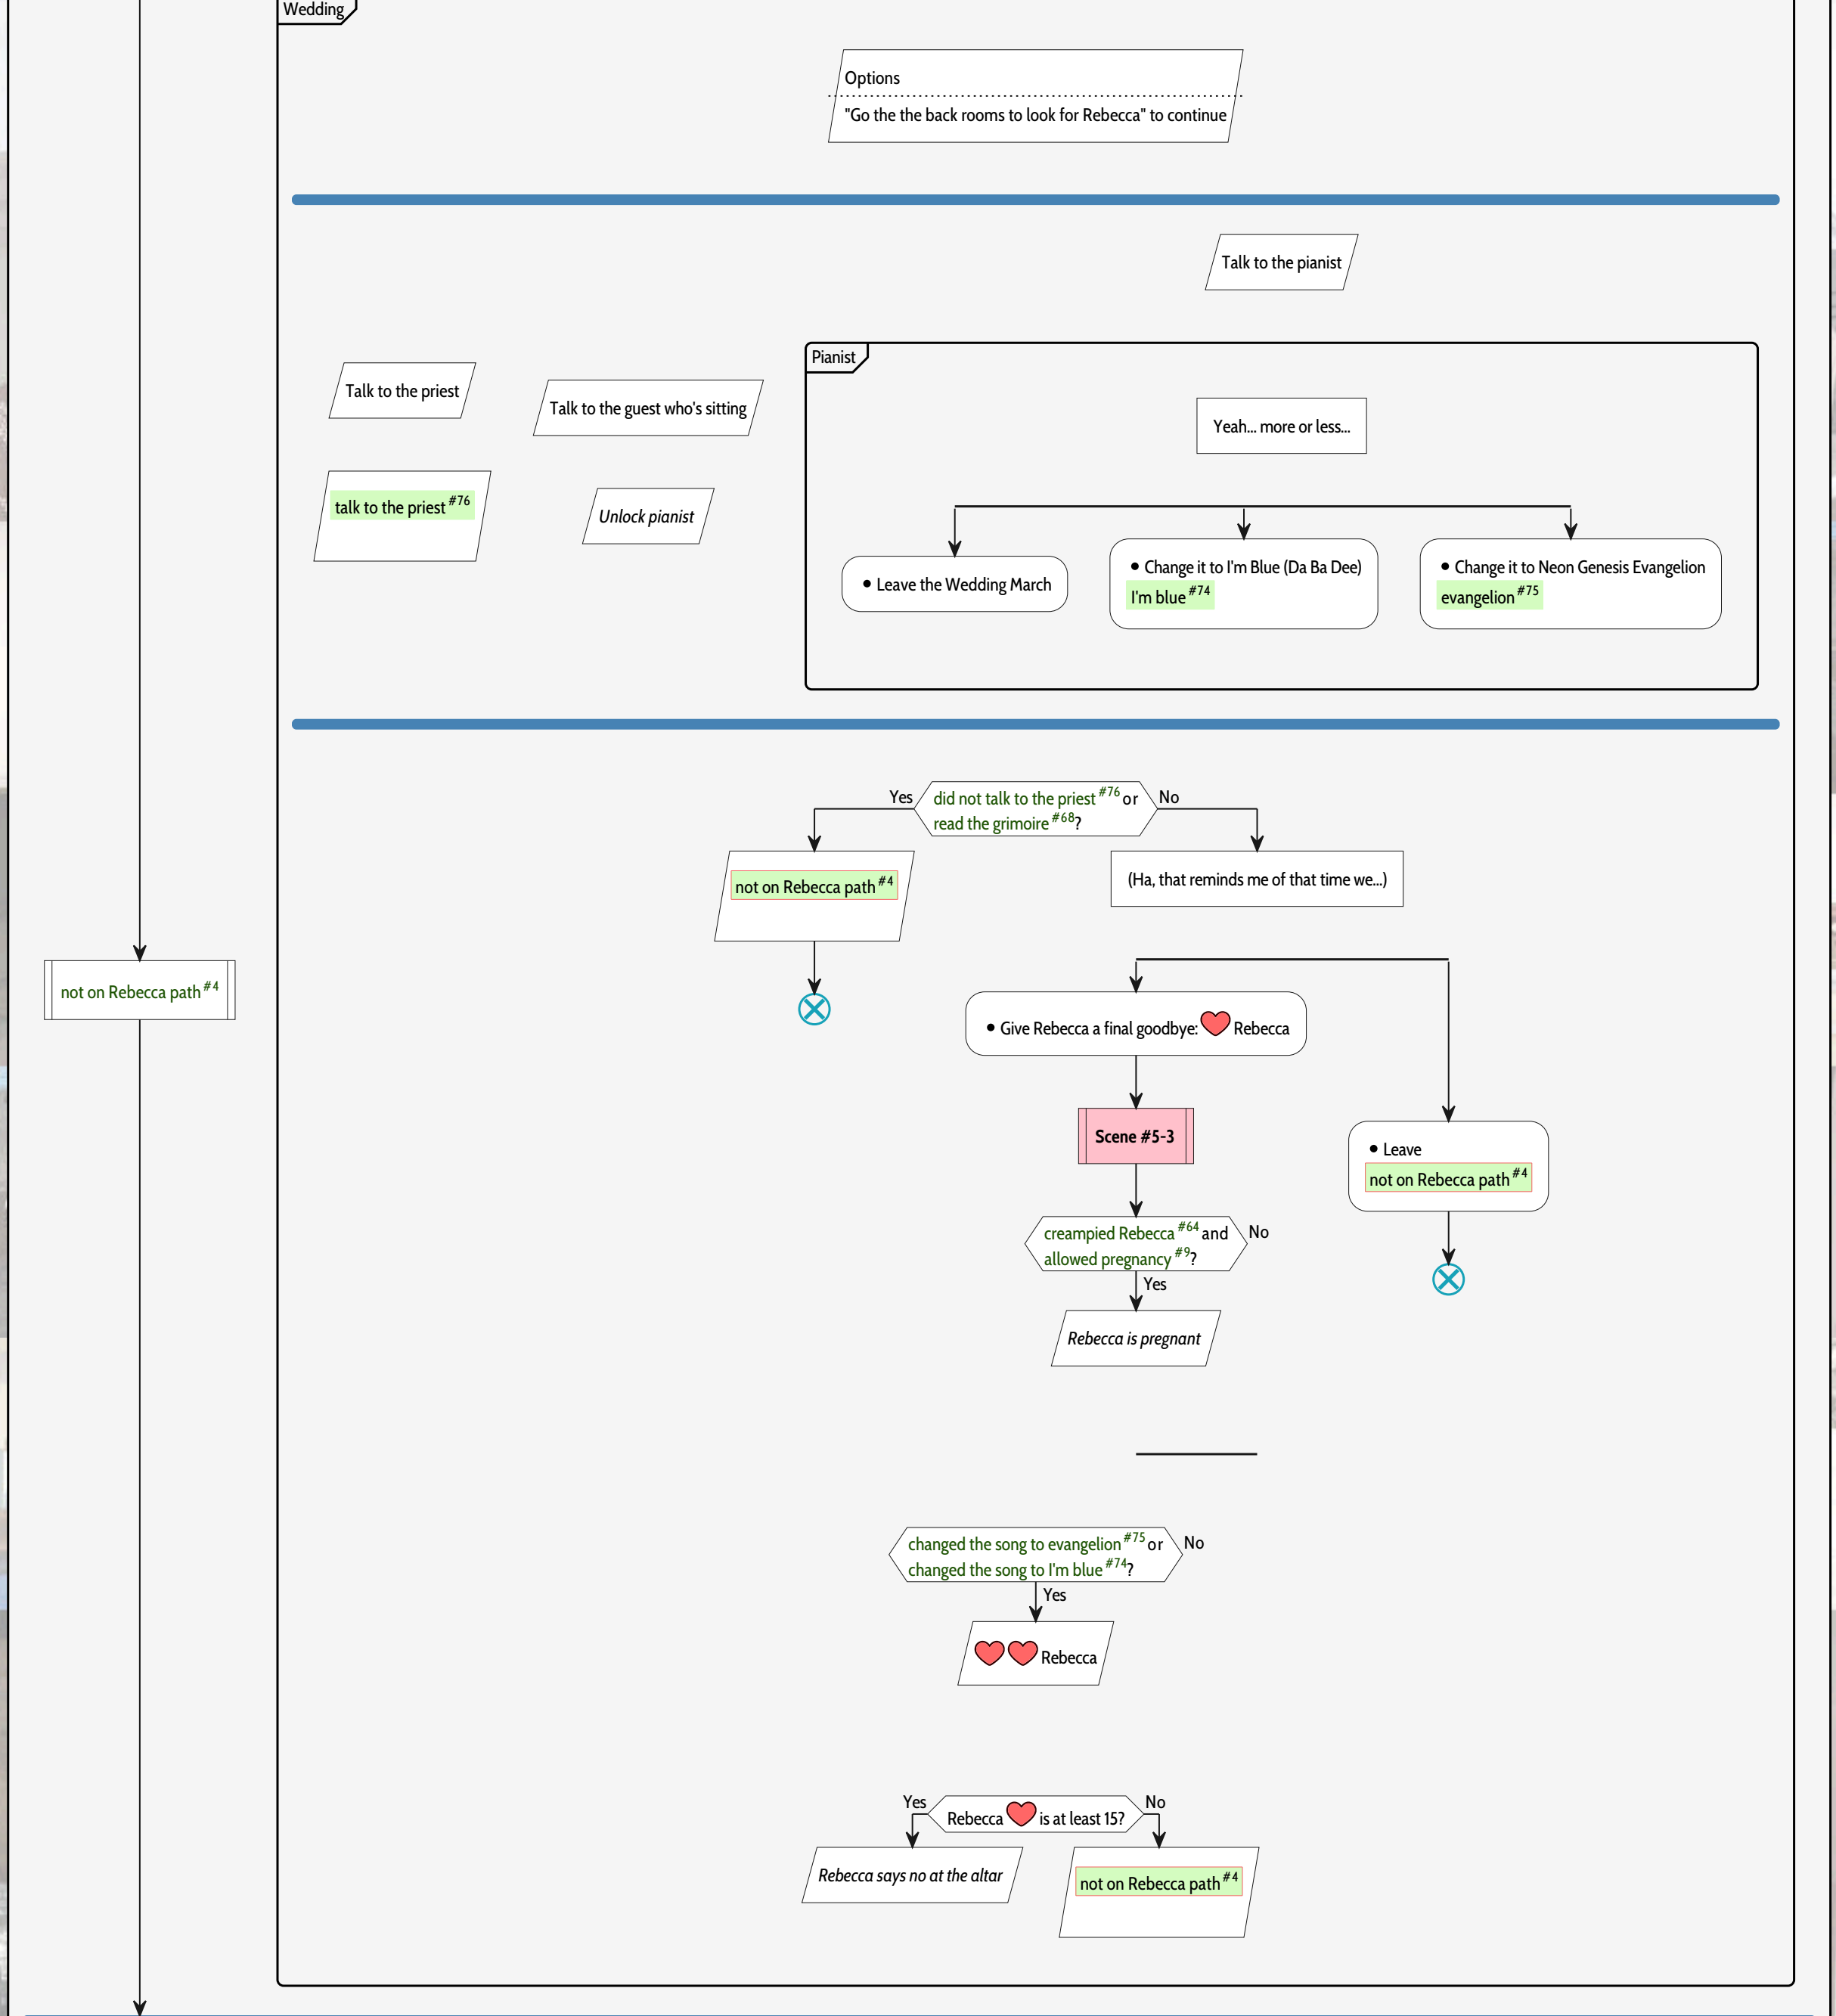 Wedding
Options
"Go the the back rooms to look for Rebecca" to continue
Talk to the pianist
Pianist
Talk to the priest
Talk to the guest who's sitting
Yeah... more or less...
talk to the priest #76
Unlock pianist
• Leave the Wedding March
• Change it to I'm Blue (Da Ba Dee)
I'm blue #74
• Change it to Neon Genesis Evangelion
evangelion #75
Yes
did not talk to the priest #76 or
read the grimoire #68?
No
not on Rebecca path #4
(Ha, that reminds me of that time we...)
not on Rebecca path #4
• Give Rebecca a final goodbye: ❤ Rebecca
Scene #5-3
• Leave
not on Rebecca path #4
creampied Rebecca #64 and
allowed pregnancy #9?
No
Yes
Rebecca is pregnant
changed the song to evangelion #75 or
changed the song to I'm blue #74?
No
Yes
❤❤ Rebecca
Yes
Rebecca ❤ is at least 15?
No
Rebecca says no at the altar
not on Rebecca path #4